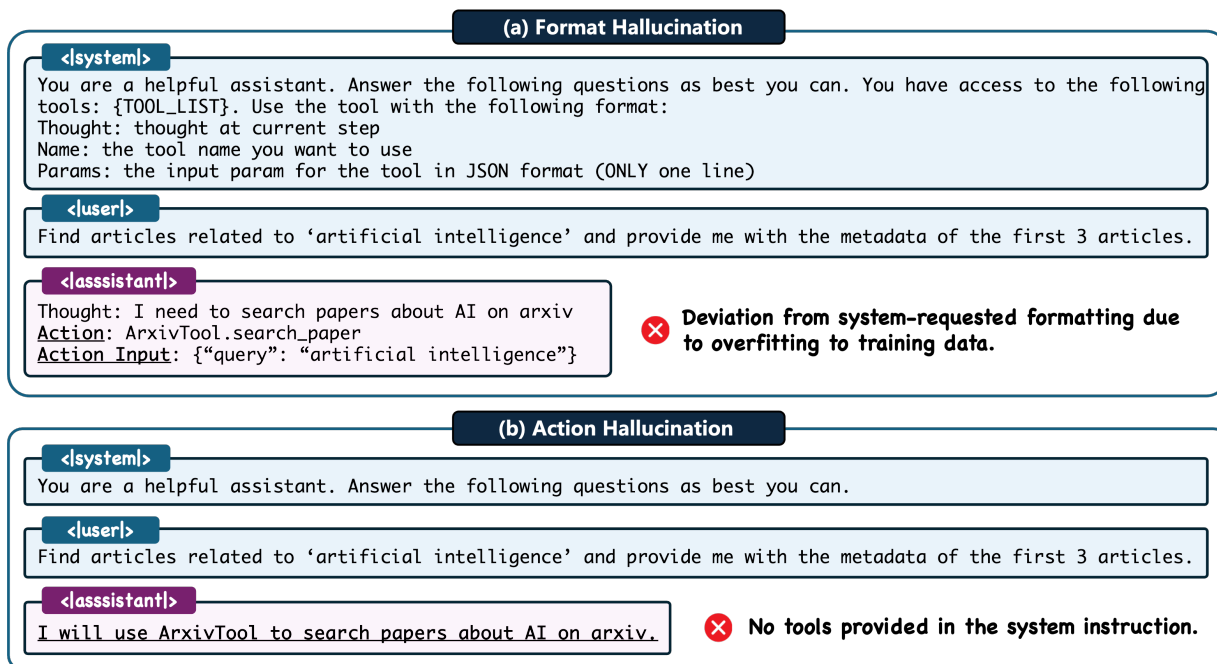 (a) Format Hallucination
<|system|>
You are a helpful assistant. Answer the following questions as best you can. You have access to the following
tools: {TOOL_LIST}. Use the tool with the following format:
Thought: thought at current step
Name: the tool name you want to use
Params: the input param for the tool in JSON format (ONLY one line)
<|user|>
Find articles related to ‘artificial intelligence’ and provide me with the metadata of the first 3 articles.
<|asssistant|>
Thought: I need to search papers about AI on arxiv
Action: ArxivTool.search_paper
Action Input: {“query”: “artificial intelligence”}
Deviation from system-requested formatting due
to overfitting to training data.
(b) Action Hallucination
<|system|>
You are a helpful assistant. Answer the following questions as best you can.
<|user|>
Find articles related to ‘artificial intelligence’ and provide me with the metadata of the first 3 articles.
<|asssistant|>
I will use ArxivTool to search papers about AI on arxiv.
No tools provided in the system instruction.